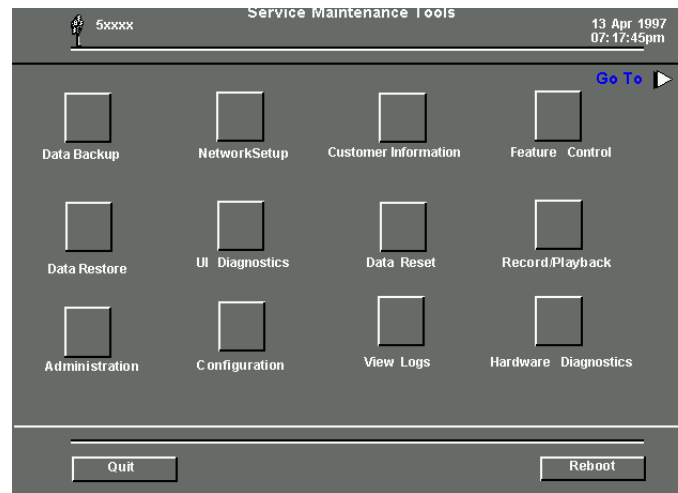 Service Maintenance Tools
5xxxx
13 Apr 1997
07:17:45pm
Go To
Data Backup
NetworkSetup
Customer Information
Feature Control
Data Restore
UI Diagnostics
Data Reset
Record/Playback
Administration
Configuration
View Logs
Hardware Diagnostics
Quit
Reboot